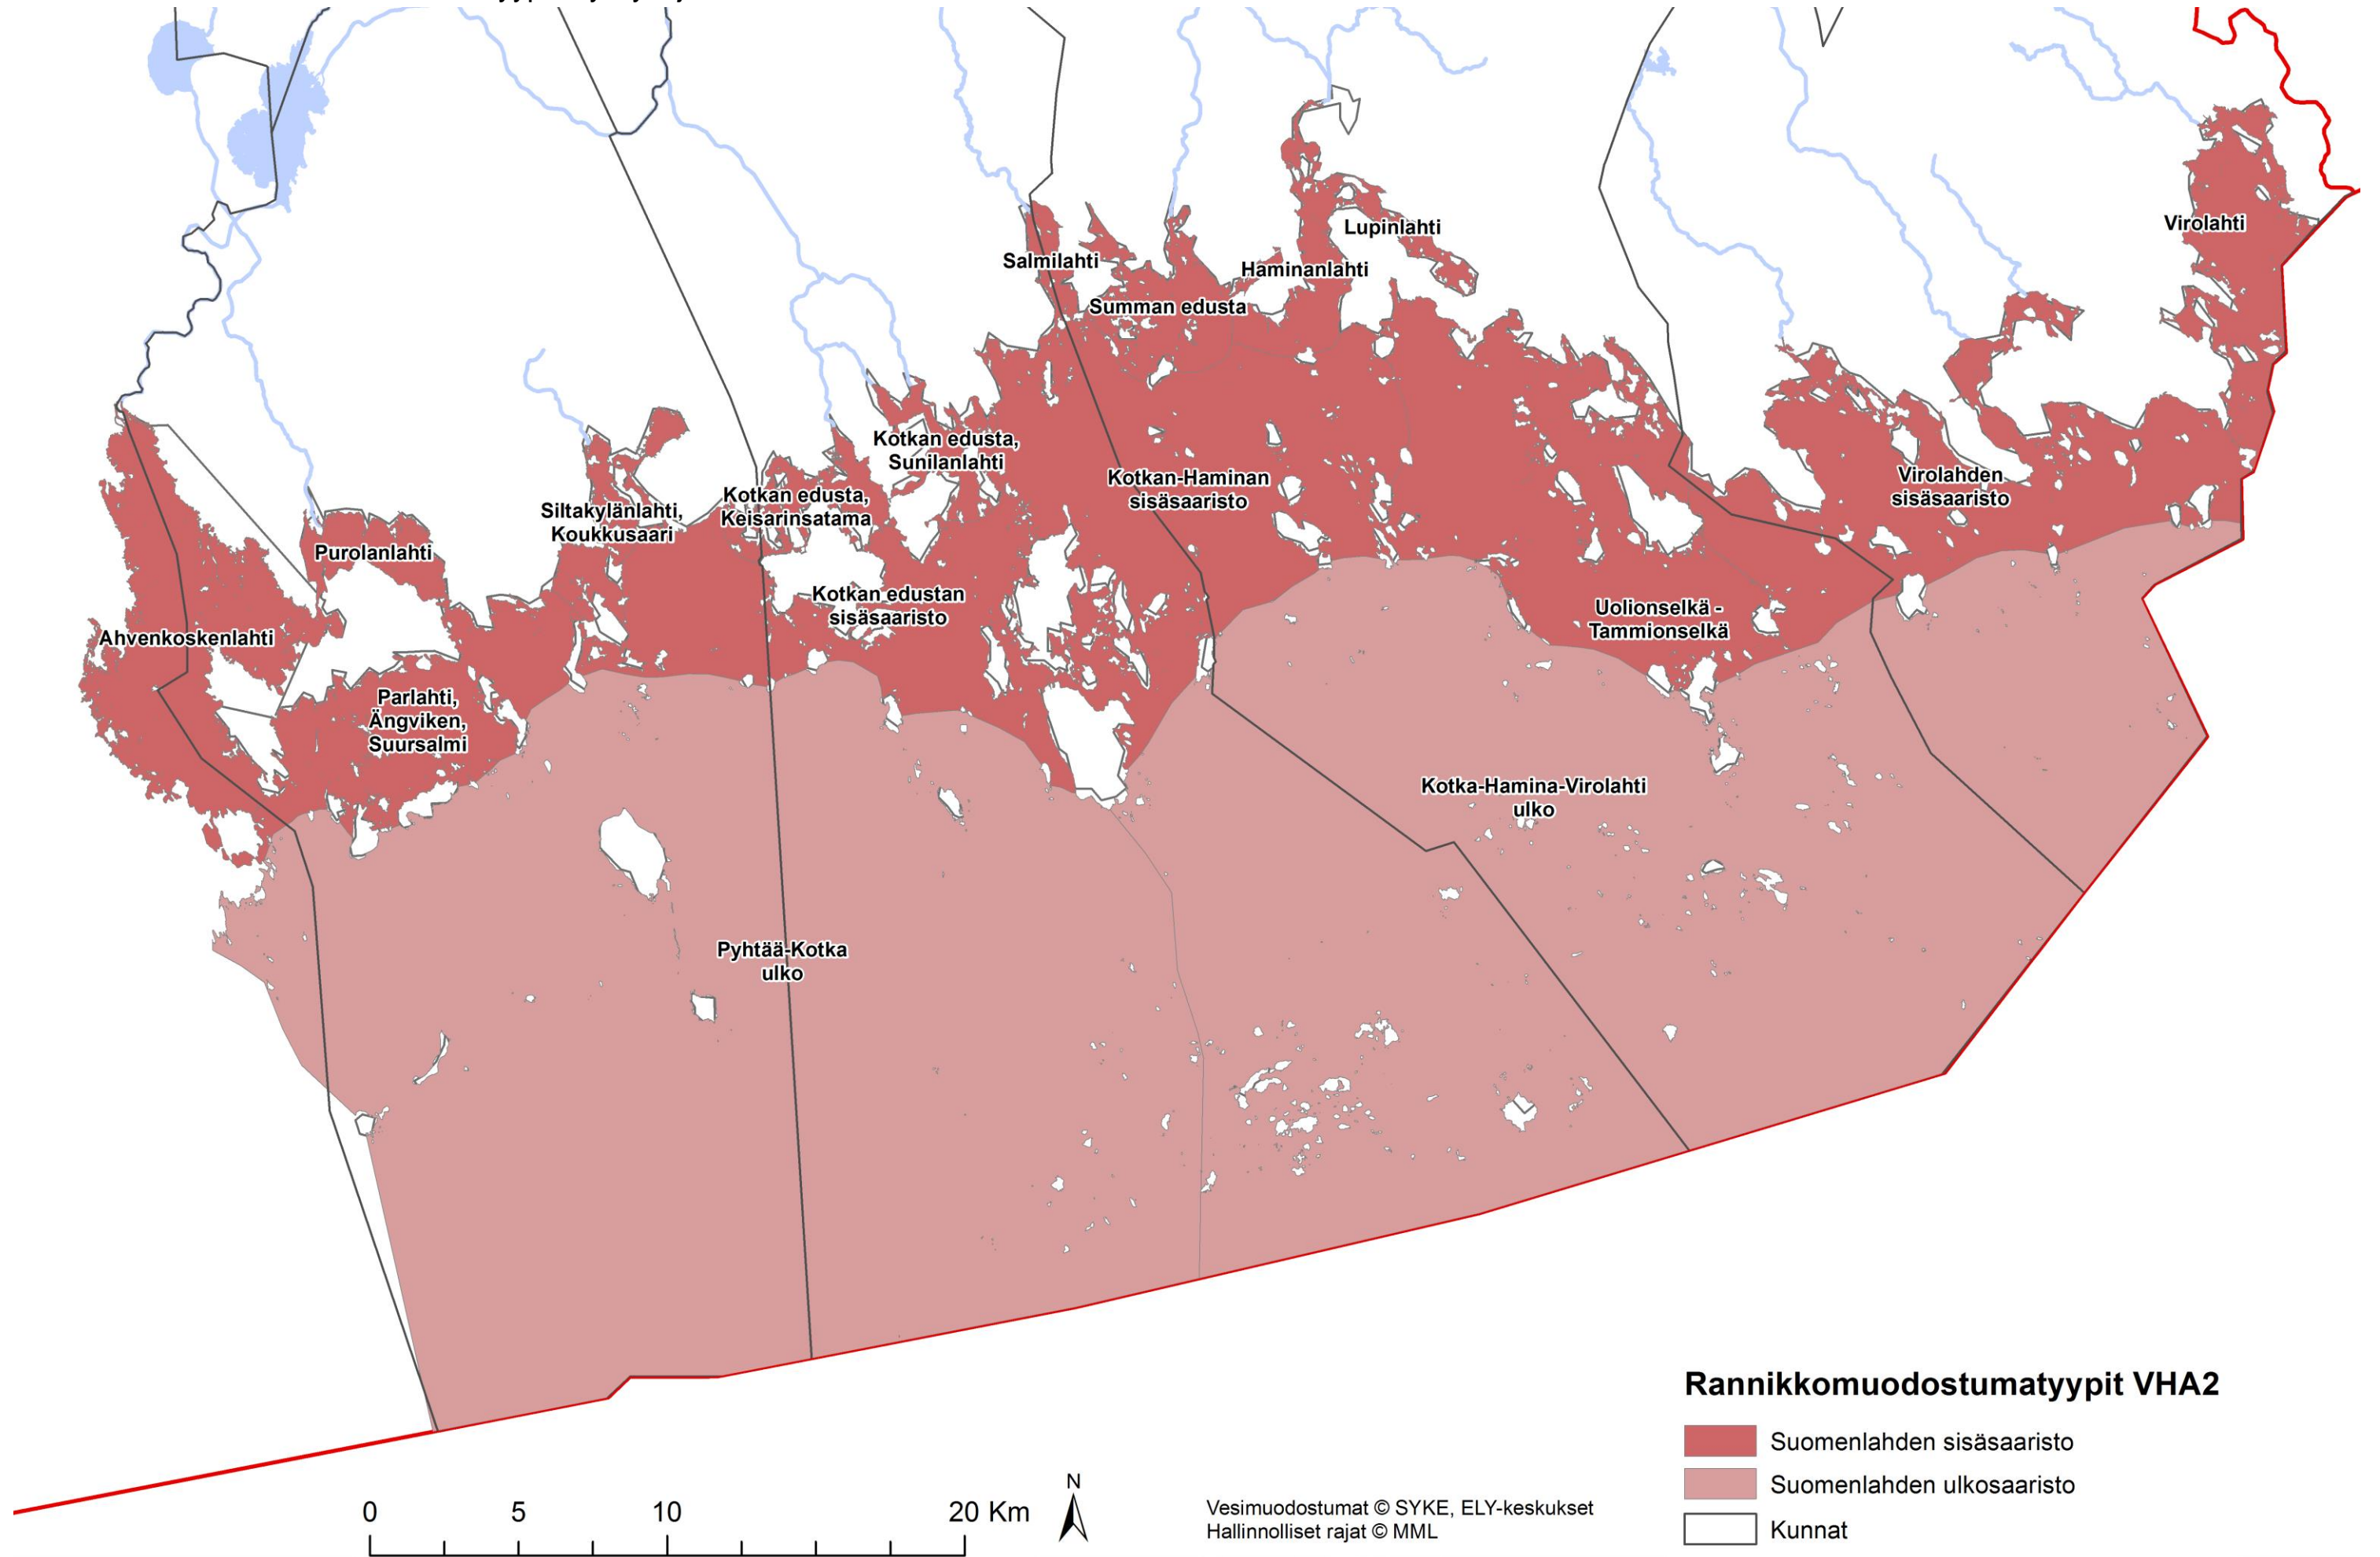 Lupinlahti
Virolahti
Salmilahti
Haminanlahti
Summan edusta
Kotkan edusta,
Sunilanlahti
Kotkan-Haminan
sisäsaaristo
Virolahden
sisäsaaristo
Kotkan edusta,
Keisarinsatama
Siltakylänlahti,
Koukkusaari
Purolanlahti
Kotkan edustan
sisäsaaristo
Uolionselkä -
Tammionselkä
Ahvenkoskenlahti
Parlahti,
Ängviken,
Suursalmi
Kotka-Hamina-Virolahti
ulko
Pyhtää-Kotka
ulko
Rannikkomuodostumatyypit VHA2
Suomenlahden sisäsaaristo
Suomenlahden ulkosaaristo
Kunnat
0 5 10 20 Km
N
Vesimuodostumat © SYKE, ELY-keskukset
Hallinnolliset rajat © MML